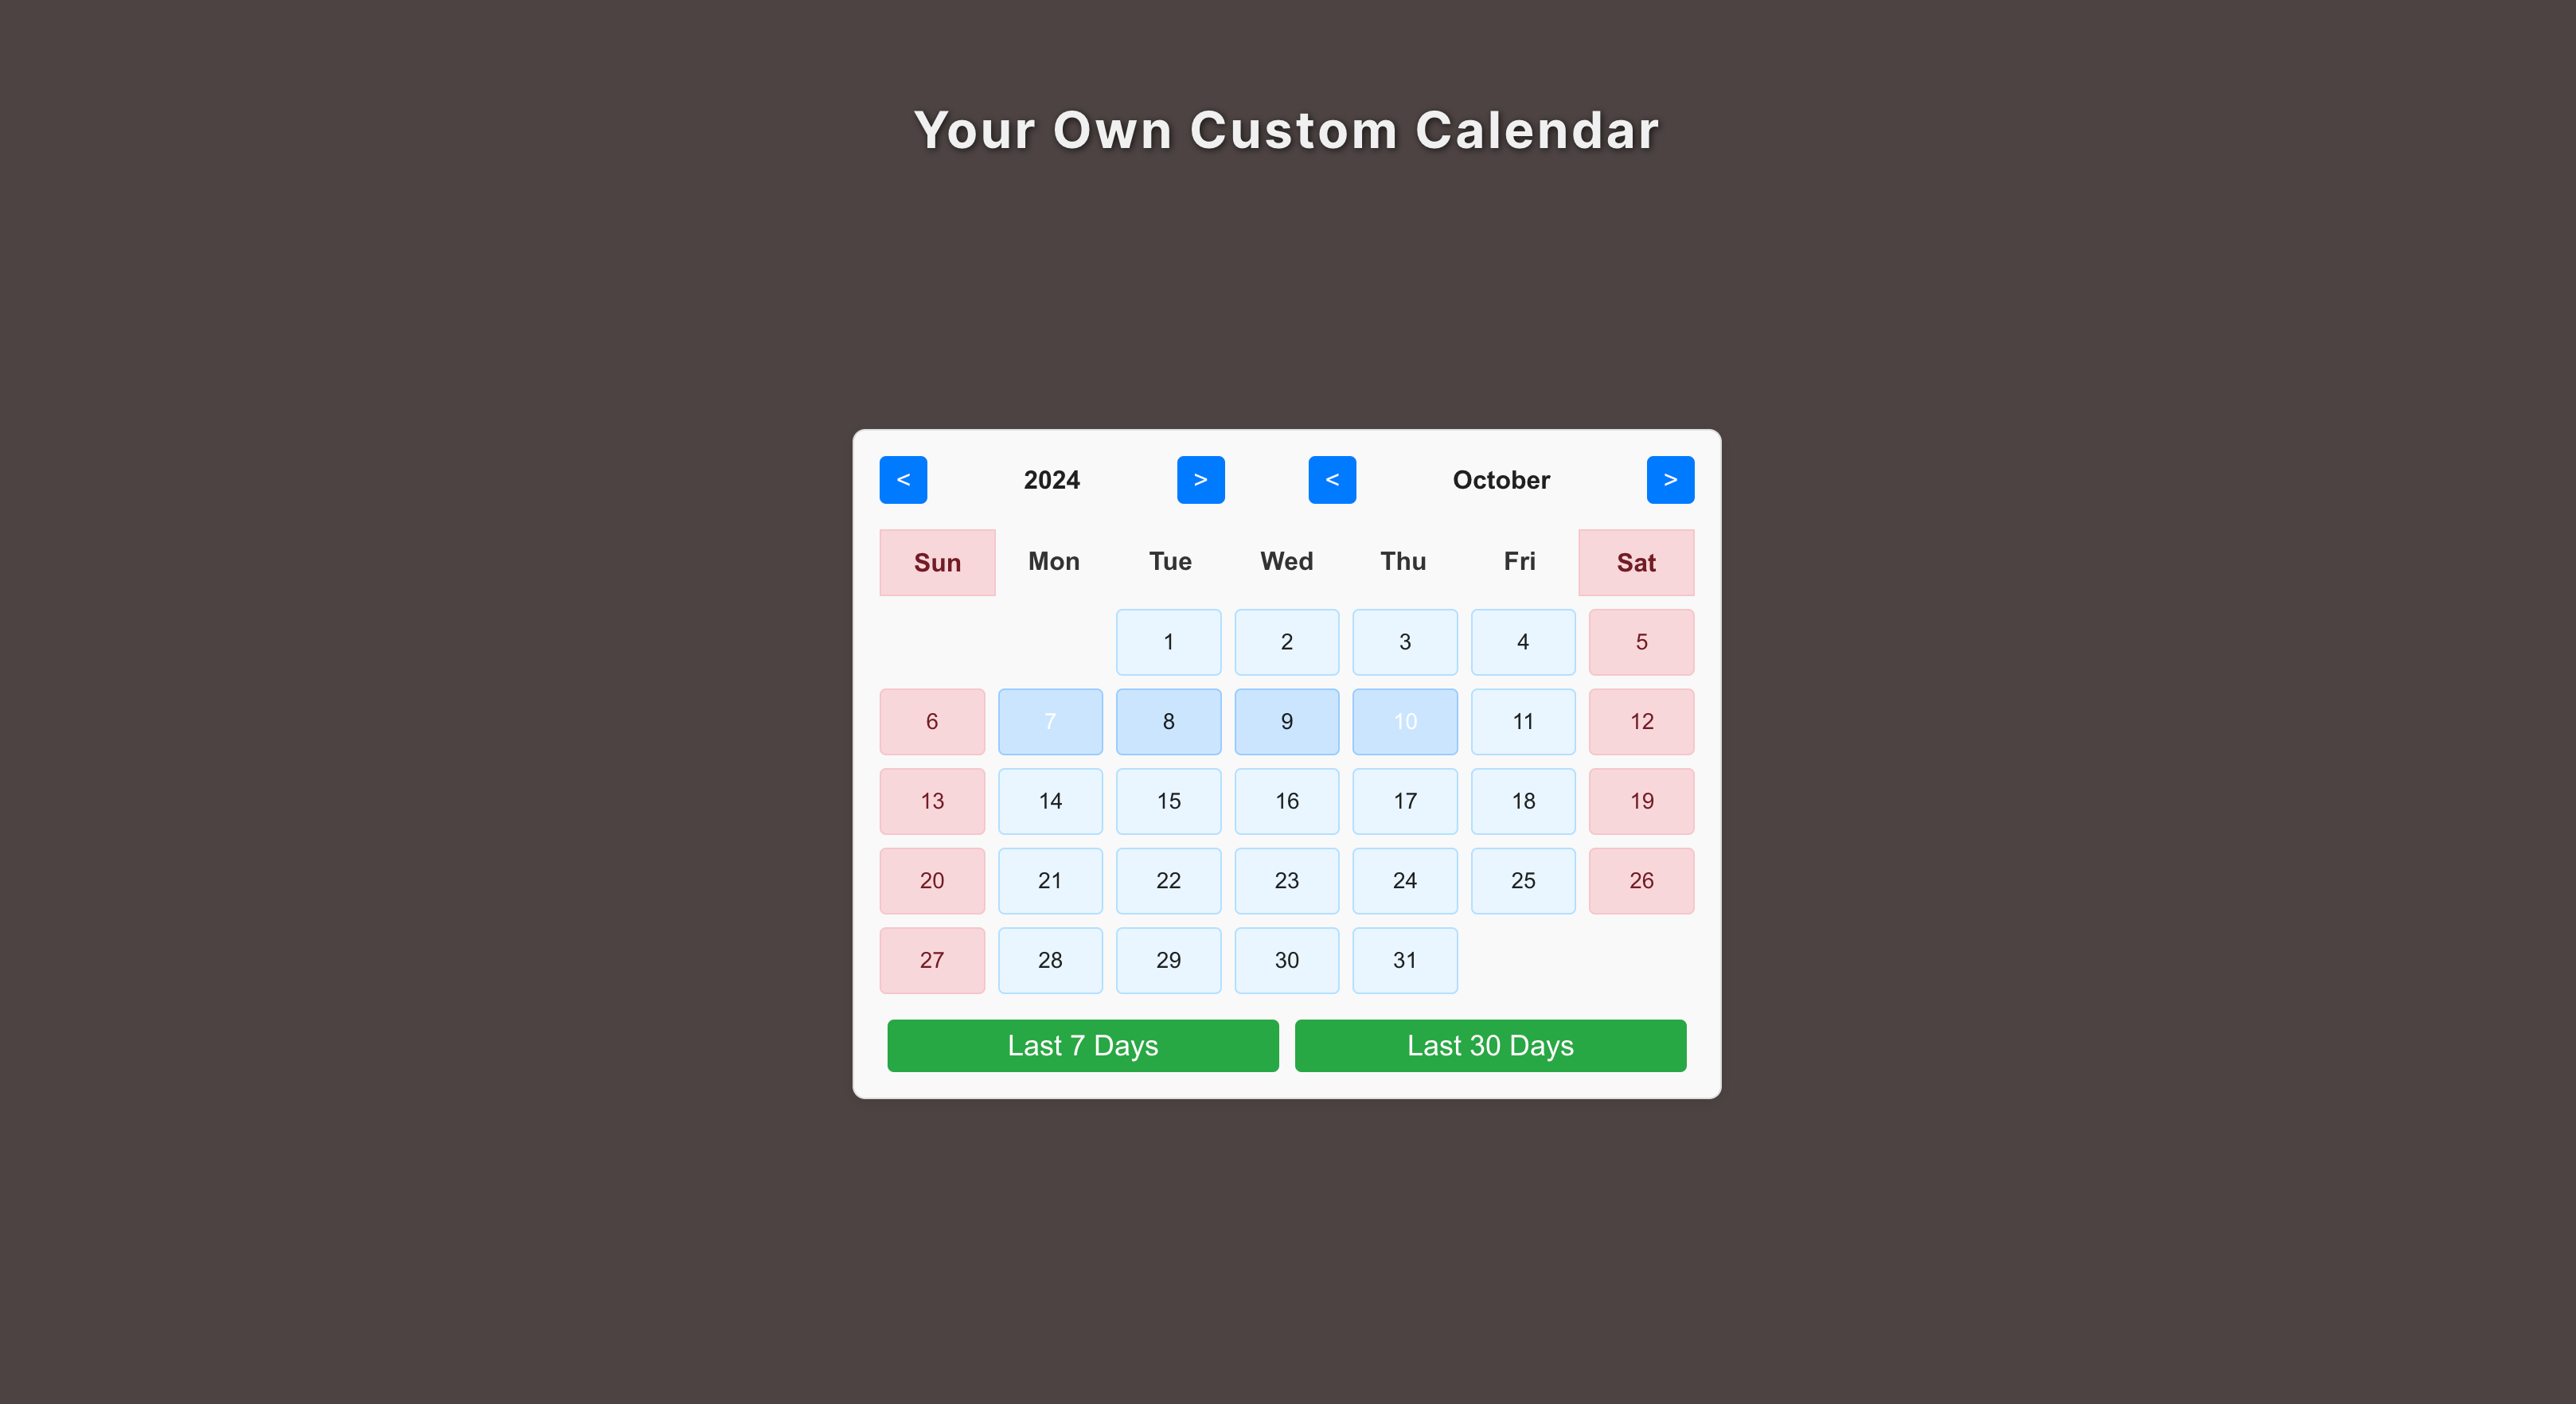 Your Own Custom Calendar
< 2024 > < October >
Sun Mon Tue Wed Thu Fri Sat
1 2 3 4 5
6 7 8 9 10 11 12
13 14 15 16 17 18 19
20 21 22 23 24 25 26
27 28 29 30 31
Last 7 Days Last 30 Days